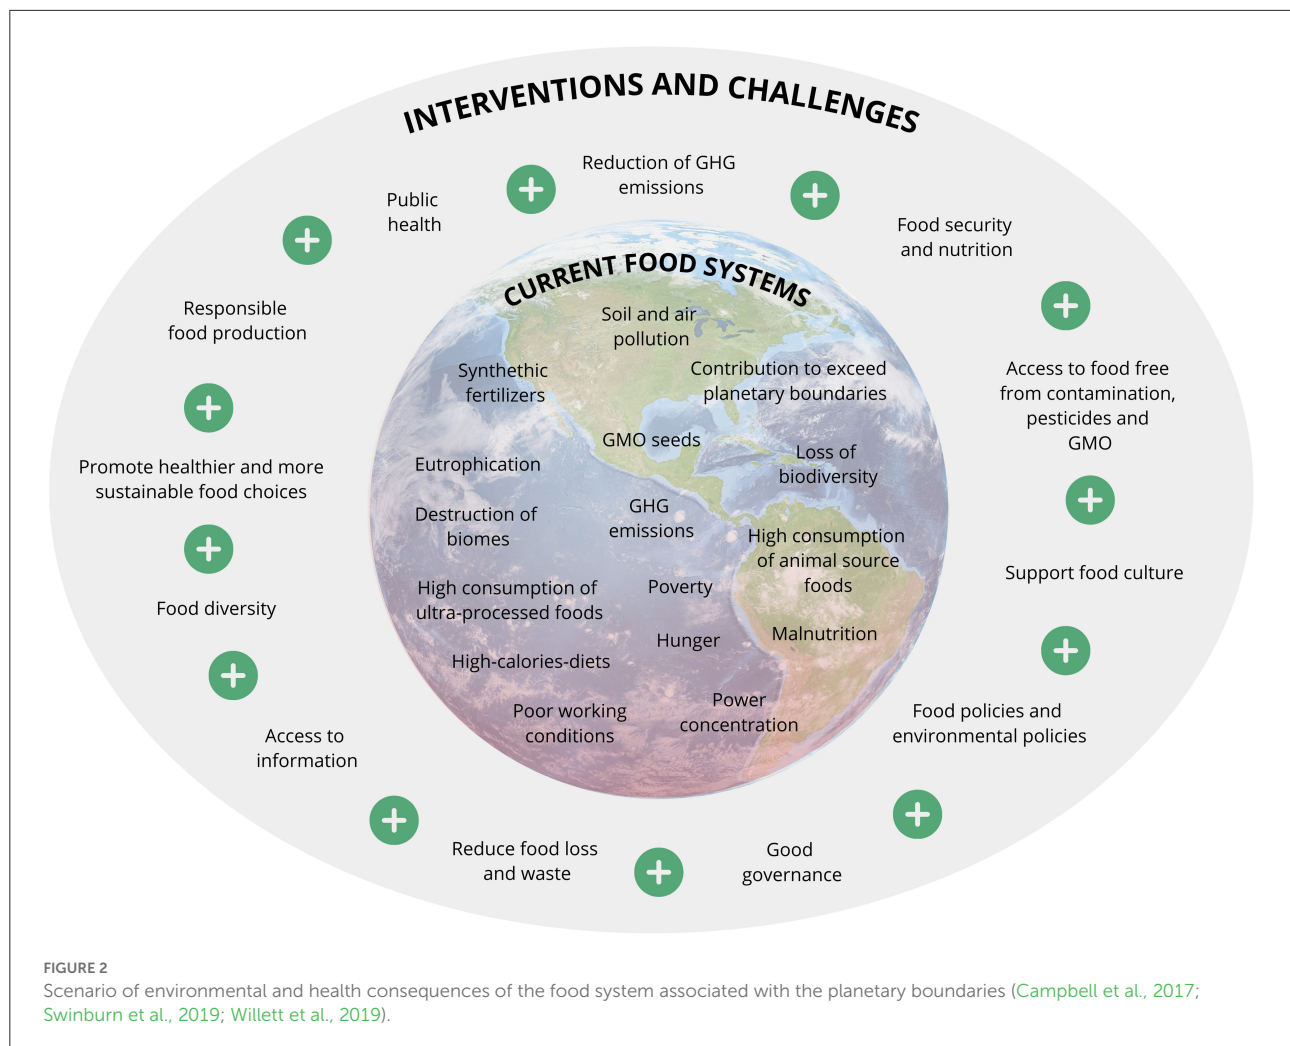 INTERVENTIONS AND CHALLENGES
Reduction of GHG
emissions
Public
health
Food security
and nutrition
Responsible
food production
Access to food free
from contamination,
pesticides and
GMO
Promote healthier and more
sustainable food choices
Support food culture
Food diversity
Food policies and
environmental policies
Access to
information
Reduce food loss
and waste
Good
governance
CURRENT FOOD SYSTEMS
Soil and air
pollution
Synthethic
fertilizers
Contribution to exceed
planetary boundaries
GMO seeds
Eutrophication
Loss of
biodiversity
Destruction of
biomes
GHG
emissions
High consumption
of animal source
foods
High consumption of
ultra-processed foods
Poverty
Hunger
Malnutrition
High-calories-diets
Poor working
conditions
Power
concentration
FIGURE 2
Scenario of environmental and health consequences of the food system associated with the planetary boundaries (Campbell et al., 2017;
Swinburn et al., 2019; Willett et al., 2019).